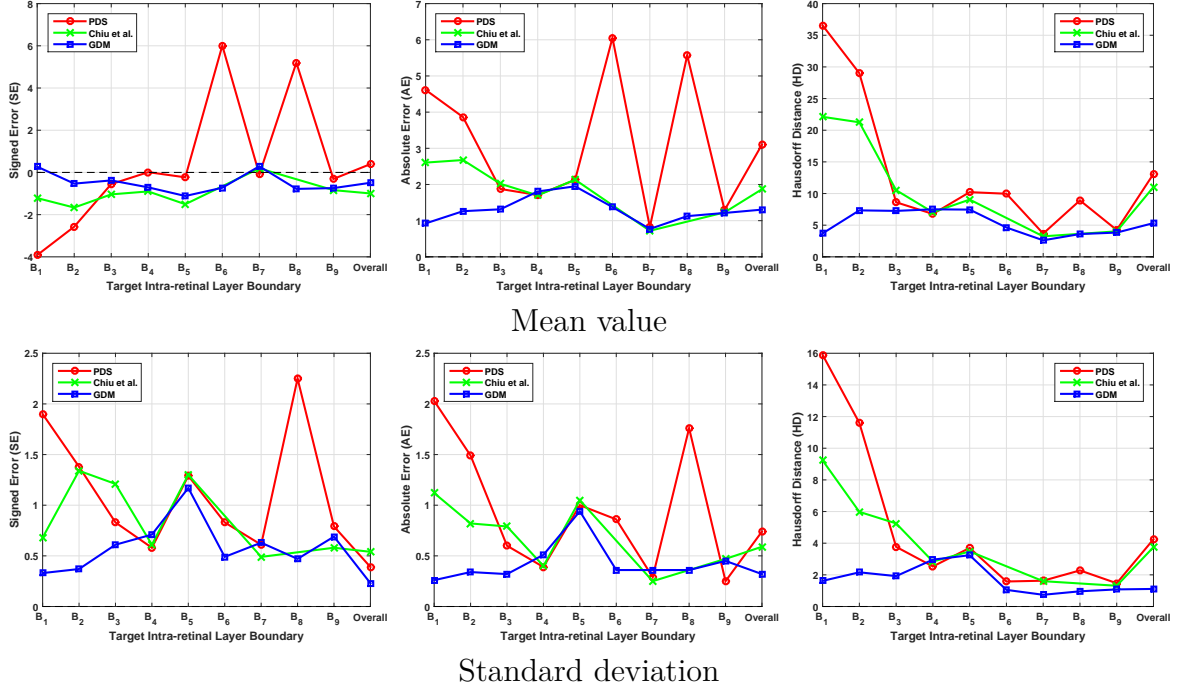 8
6
4
2
0
-2
-4
Signed Error (SE)
PDS
Chiu et al.
GDM
B1 B2 B3 B4 B5 B6 B7 B8 B9 Overall
Target Intra-retinal Layer Boundary
7
6
5
4
3
2
1
0
Absolute Error (AE)
PDS
Chiu et al.
GDM
B1 B2 B3 B4 B5 B6 B7 B8 B9 Overall
Target Intra-retinal Layer Boundary
40
35
30
25
20
15
10
5
0
Hausdorff Distance (HD)
PDS
Chiu et al.
GDM
B1 B2 B3 B4 B5 B6 B7 B8 B9 Overall
Target Intra-retinal Layer Boundary
Mean value
2.5
2
1.5
1
0.5
0
Signed Error (SE)
PDS
Chiu et al.
GDM
B1 B2 B3 B4 B5 B6 B7 B8 B9 Overall
Target Intra-retinal Layer Boundary
2.5
2
1.5
1
0.5
0
Absolute Error (AE)
PDS
Chiu et al.
GDM
B1 B2 B3 B4 B5 B6 B7 B8 B9 Overall
Target Intra-retinal Layer Boundary
16
14
12
10
8
6
4
2
0
Hausdorff Distance (HD)
PDS
Chiu et al.
GDM
B1 B2 B3 B4 B5 B6 B7 B8 B9 Overall
Target Intra-retinal Layer Boundary
Standard deviation